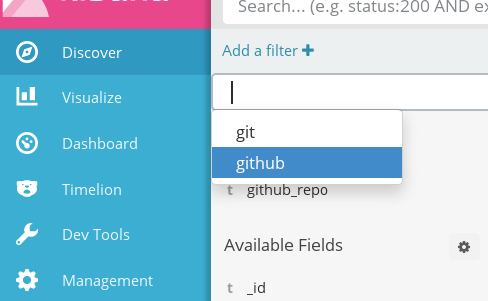 Search... (e.g. status:200 AND
Discover
Add a filter +
Visualize
git
Dashboard
github
Timelion
t github_repo
Dev Tools
Available Fields
Management
t _id